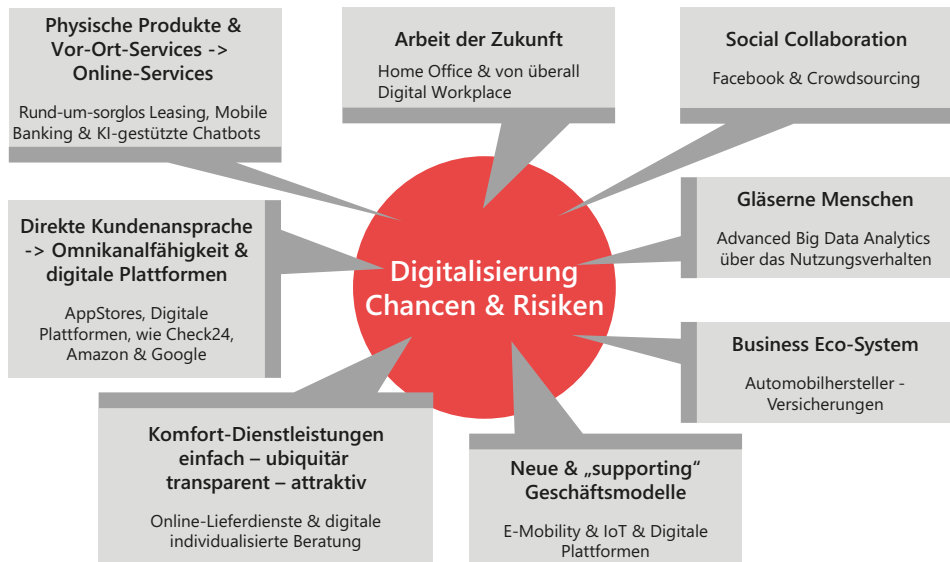 Physische Produkte &
Vor-Ort-Services ->
Online-Services
Rund-um-sorglos Leasing, Mobile
Banking & KI-gestützte Chatbots
Arbeit der Zukunft
Home Office & von überall
Digital Workplace
Social Collaboration
Facebook & Crowdsourcing
Direkte Kundenansprache
-> Omnikanalfähigkeit &
digitale Plattformen
AppStores, Digitale
Plattformen, wie Check24,
Amazon & Google
Digitalisierung
Chancen & Risiken
Gläserne Menschen
Advanced Big Data Analytics
über das Nutzungsverhalten
Business Eco-System
Automobilhersteller -
Versicherungen
Komfort-Dienstleistungen
einfach – ubiquitär
transparent – attraktiv
Online-Lieferdienste & digitale
individualisierte Beratung
Neue & „supporting“
Geschäftsmodelle
E-Mobility & IoT & Digitale
Plattformen